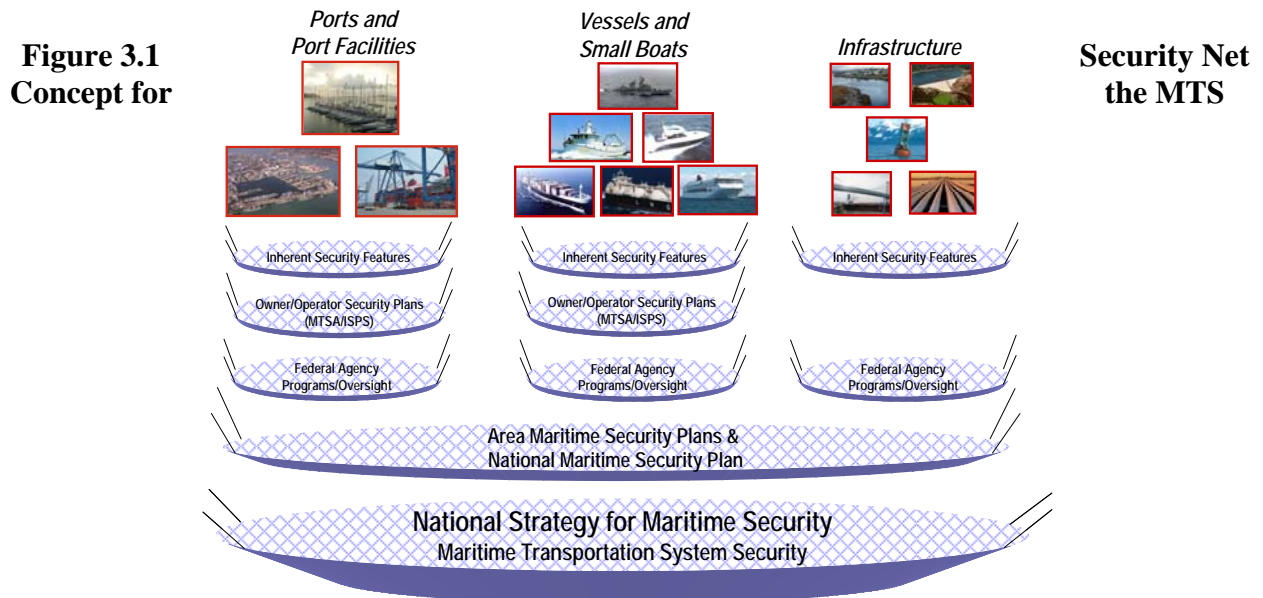 Figure 3.1
Concept for
Security Net
the MTS
Ports and
Port Facilities
Vessels and
Small Boats
Infrastructure
Inherent Security Features
Inherent Security Features
Inherent Security Features
Owner/Operator Security Plans
(MTSA/ISPS)
Owner/Operator Security Plans
(MTSA/ISPS)
Federal Agency
Programs/Oversight
Federal Agency
Programs/Oversight
Federal Agency
Programs/Oversight
Area Maritime Security Plans &
National Maritime Security Plan
National Strategy for Maritime Security
Maritime Transportation System Security